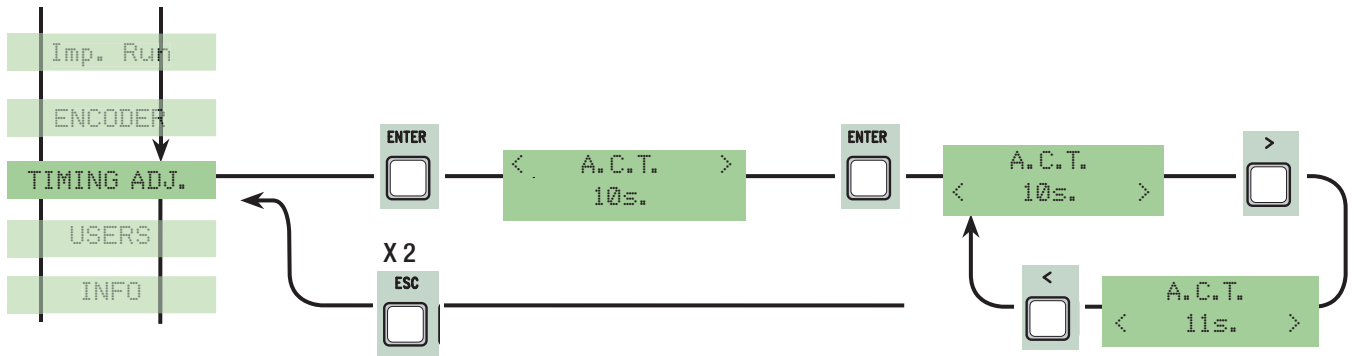 Imp. Run
ENCODER
TIMING ADJ.
USERS
INFO
ENTER
< A.C.T. >
10s.
ENTER
A.C.T.
< 10s. >
>
X 2
ESC
<
A.C.T.
< 11s. >